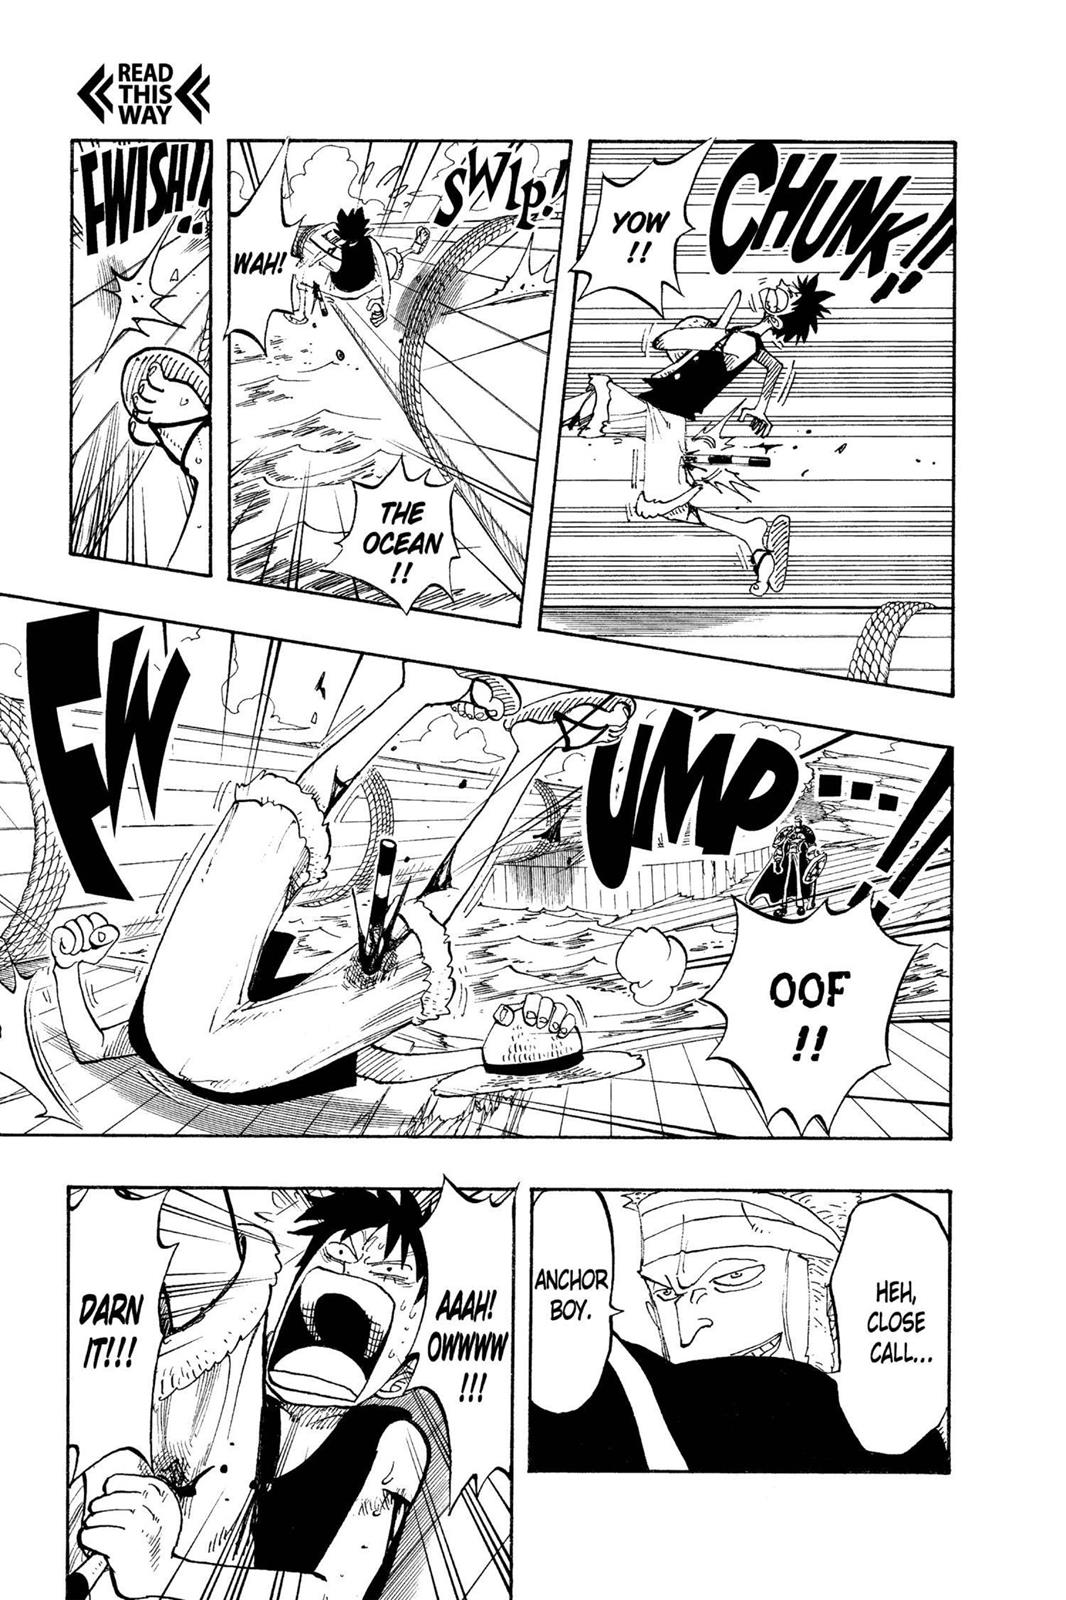 READ
THIS
WAY
CHUNK!!
YOW
!!
SWIP!
WAH!
THE
OCEAN
!!
FWISH!!
FW
UMP...!!
OOF
!!
HEH,
CLOSE
CALL...
ANCHOR
BOY.
AAAH!
OWWWW
!!!
DARN
IT!!!